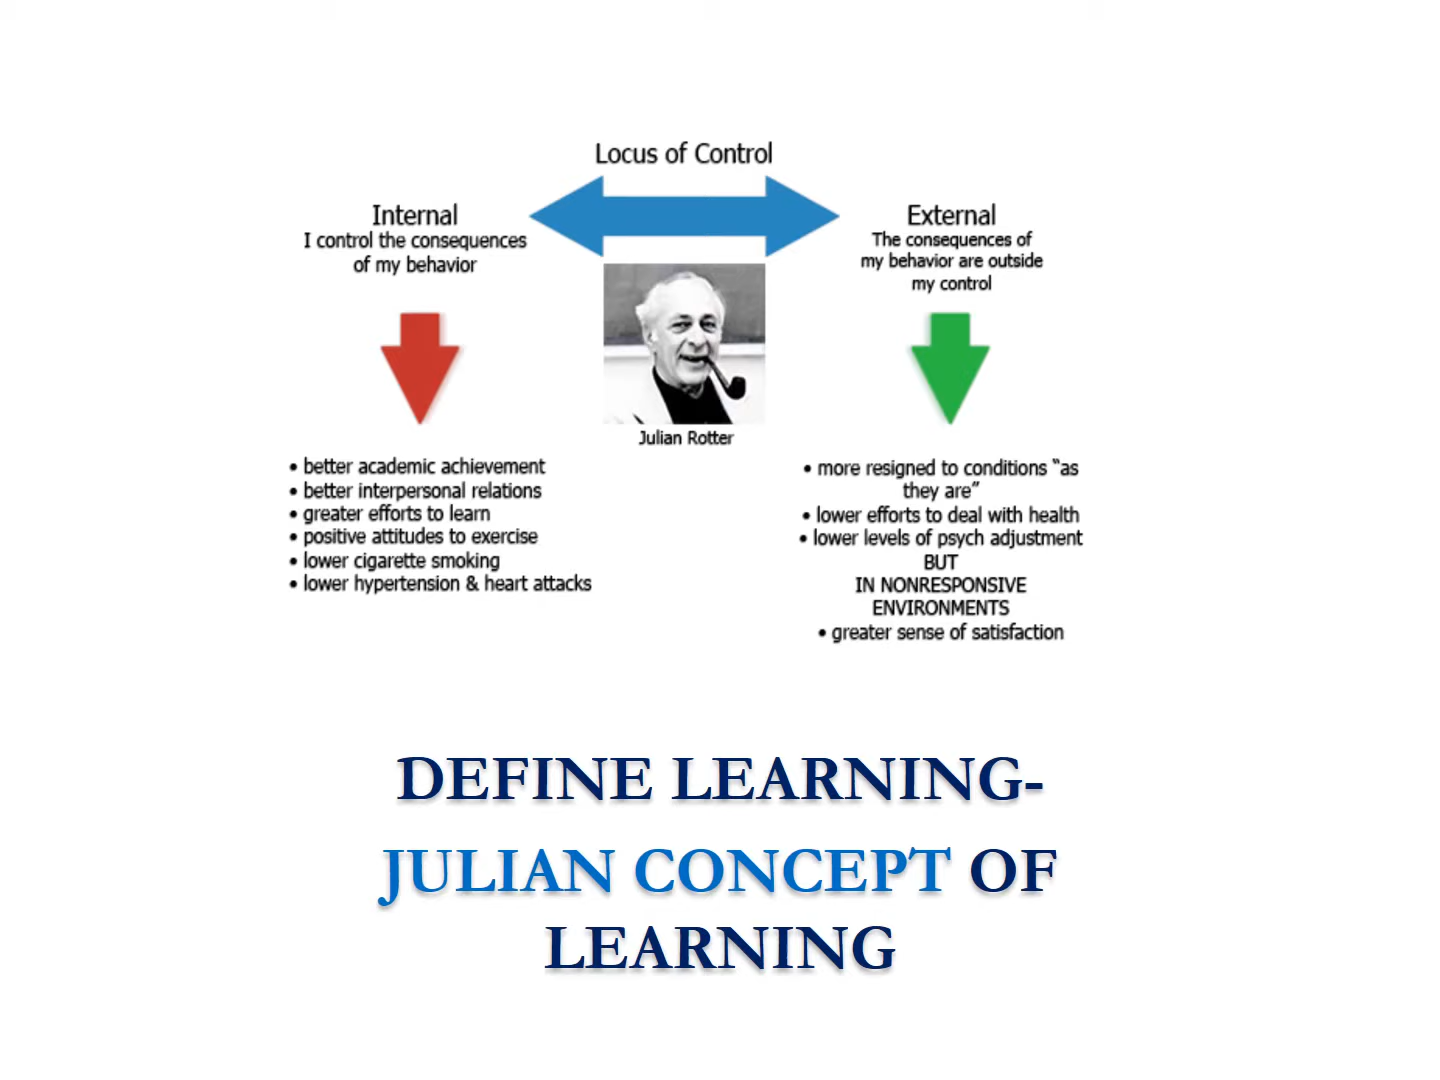 Locus of Control
Internal
I control the consequences
of my behavior
External
The consequences of
my behavior are outside
my control
Julian Rotter
• better academic achievement
• better interpersonal relations
• greater efforts to learn
• positive attitudes to exercise
• lower cigarette smoking
• lower hypertension & heart attacks
• more resigned to conditions “as
they are”
• lower efforts to deal with health
• lower levels of psych adjustment
BUT
IN NONRESPONSIVE
ENVIRONMENTS
• greater sense of satisfaction
DEFINE LEARNING-
JULIAN CONCEPT OF
LEARNING